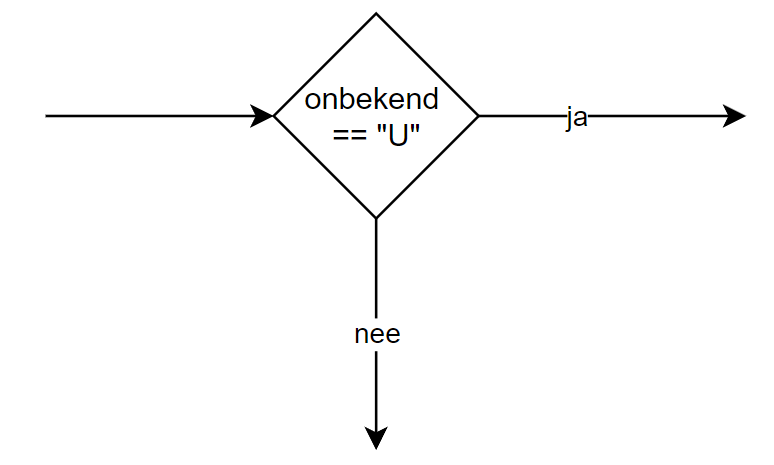 onbekend
== "U"
ja
nee